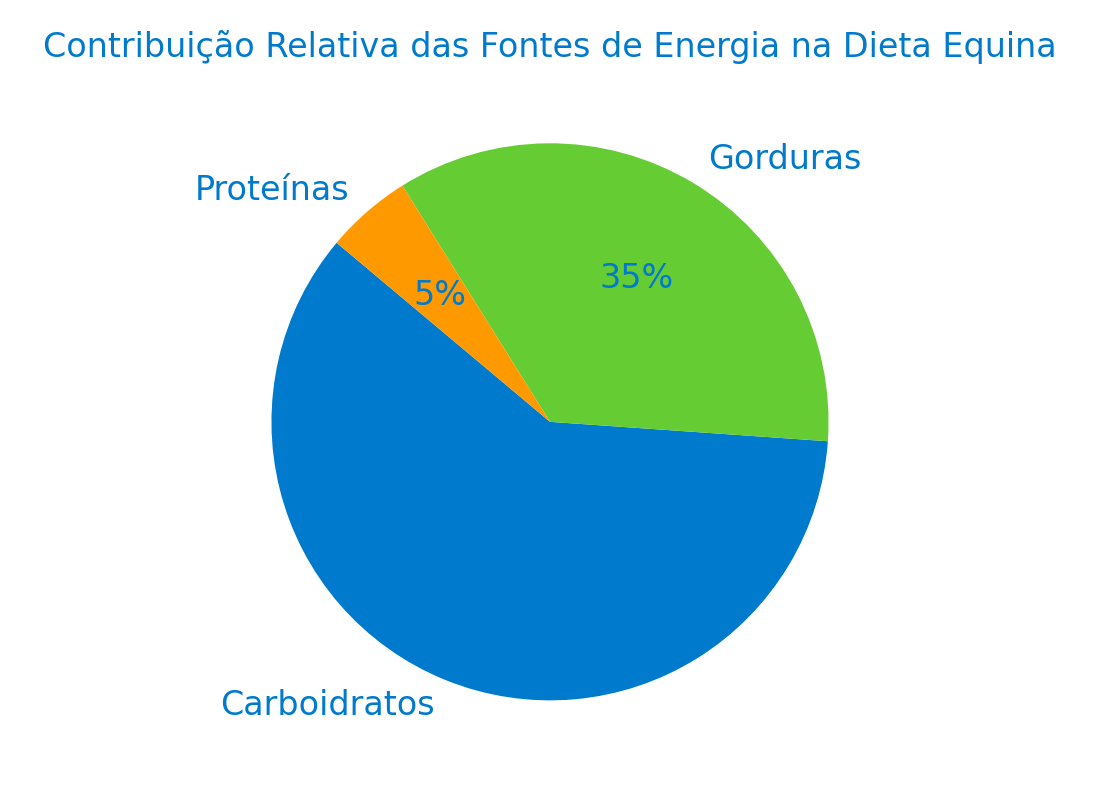 Contribuição Relativa das Fontes de Energia na Dieta Equina
Gorduras
Proteínas
35%
5%
Carboidratos